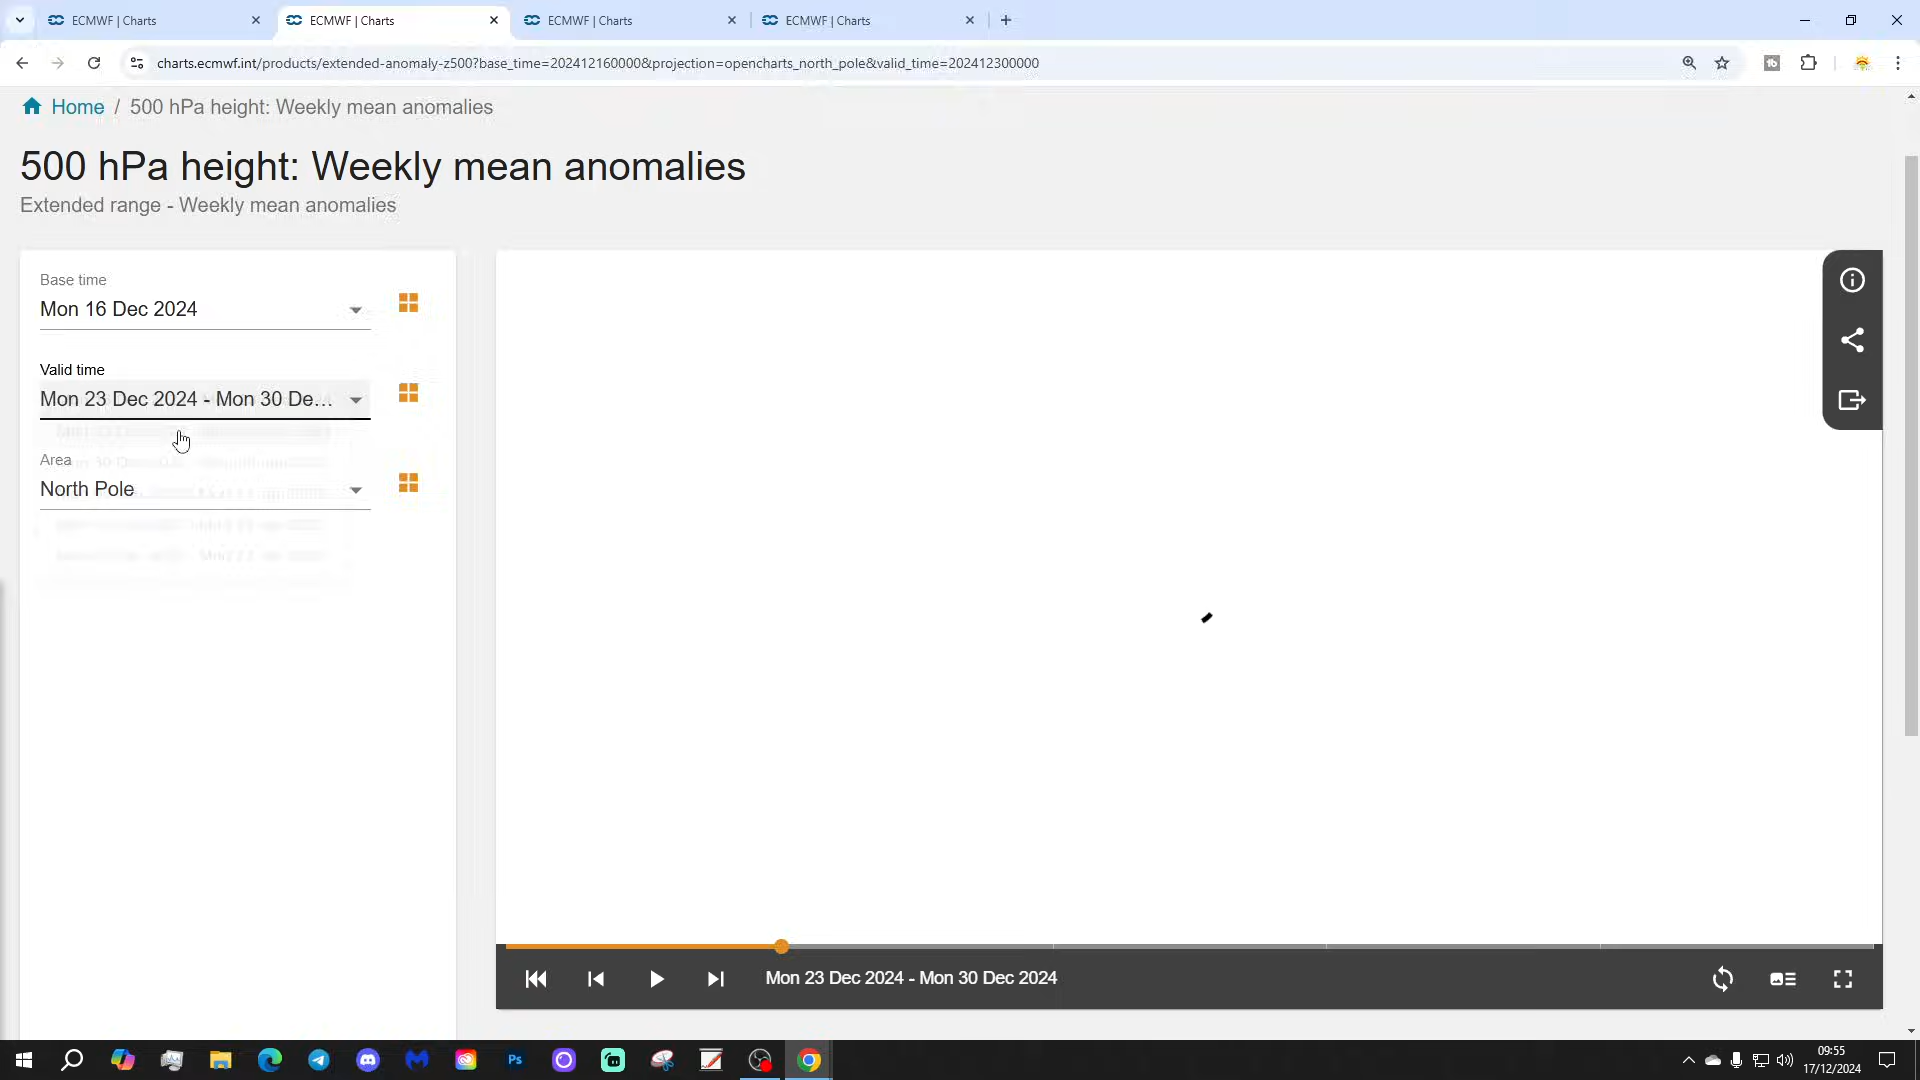 ECMWF | Charts
ECMWF | Charts
ECMWF | Charts
ECMWF | Charts
charts.ecmwf.int/products/extended-anomaly-z500?base_time=202412160000&projection=opencharts_north_pole&valid_time=202412300000
Home / 500 hPa height: Weekly mean anomalies
500 hPa height: Weekly mean anomalies
Extended range - Weekly mean anomalies
Base time
Mon 16 Dec 2024
Valid time
Mon 23 Dec 2024 - Mon 30 De...
Area
North Pole
Mon 23 Dec 2024 - Mon 30 Dec 2024
Ps
09:55
17/12/2024